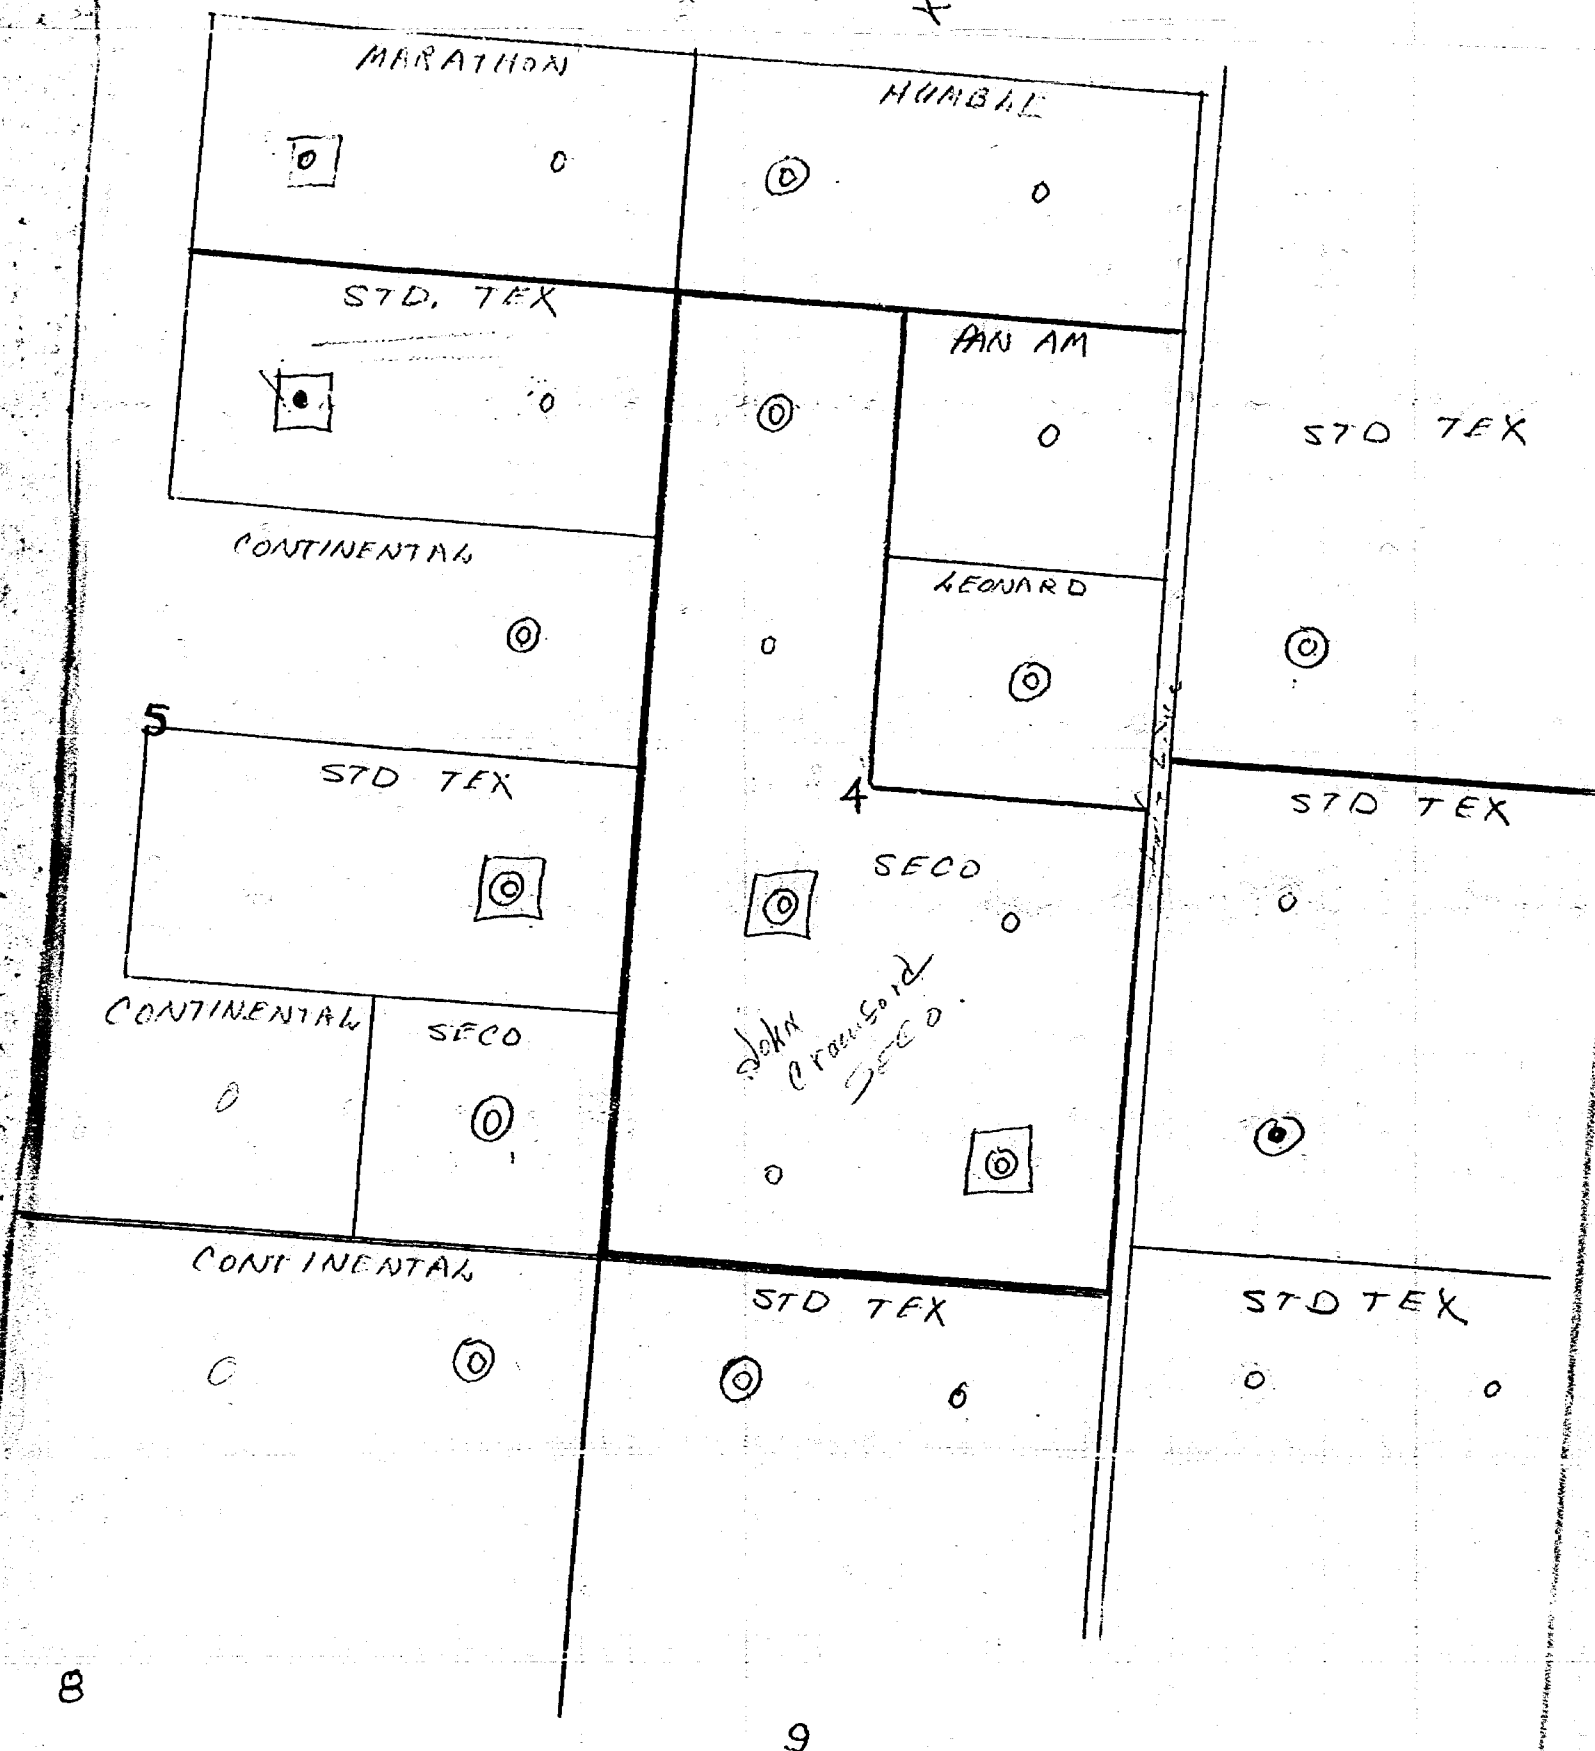 MARATHON
HUMBLE
STD. TEX
PAN AM
STD TEX
CONTINENTAL
LEONARD
5
STD TEX
4
STD TEX
SECO
CONTINENTAL
SECO
John
Crawford
SECO.
CONTINENTAL
STD TEX
STD TEX
8
9